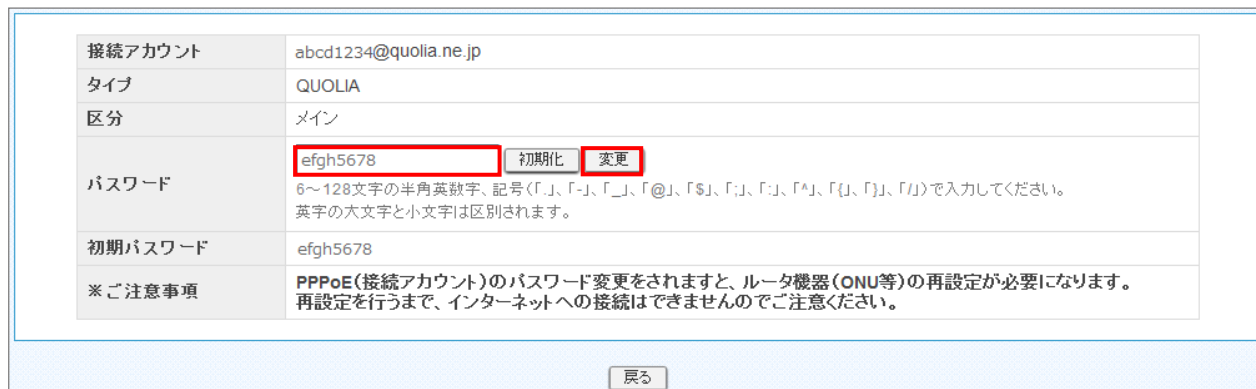 接続アカウント abcd1234@quolia.ne.jp
タイプ QUOLIA
区分 メイン
パスワード efgh5678 初期化 変更
6～128文字の半角英数字、記号(「.」、「-」、「_」、「@」、「$」、「;」、「:」、「^」、「{」、「}」、「/」)で入力してください。
英字の大文字と小文字は区別されます。
初期パスワード efgh5678
※ご注意事項 PPPoE(接続アカウント)のパスワード変更をされますと、ルータ機器(ONU等)の再設定が必要になります。
再設定を行うまで、インターネットへの接続はできませんのでご注意ください。
戻る